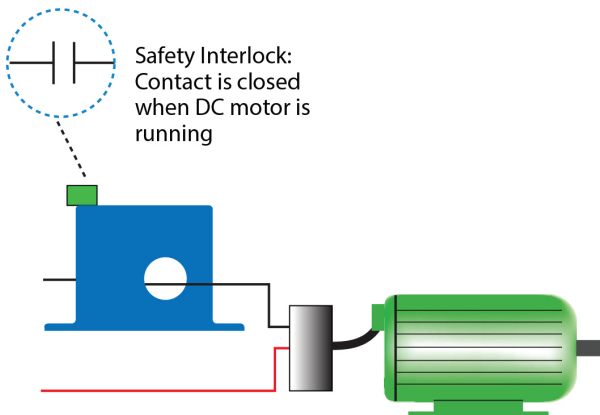 Safety Interlock:
Contact is closed
when DC motor is
running